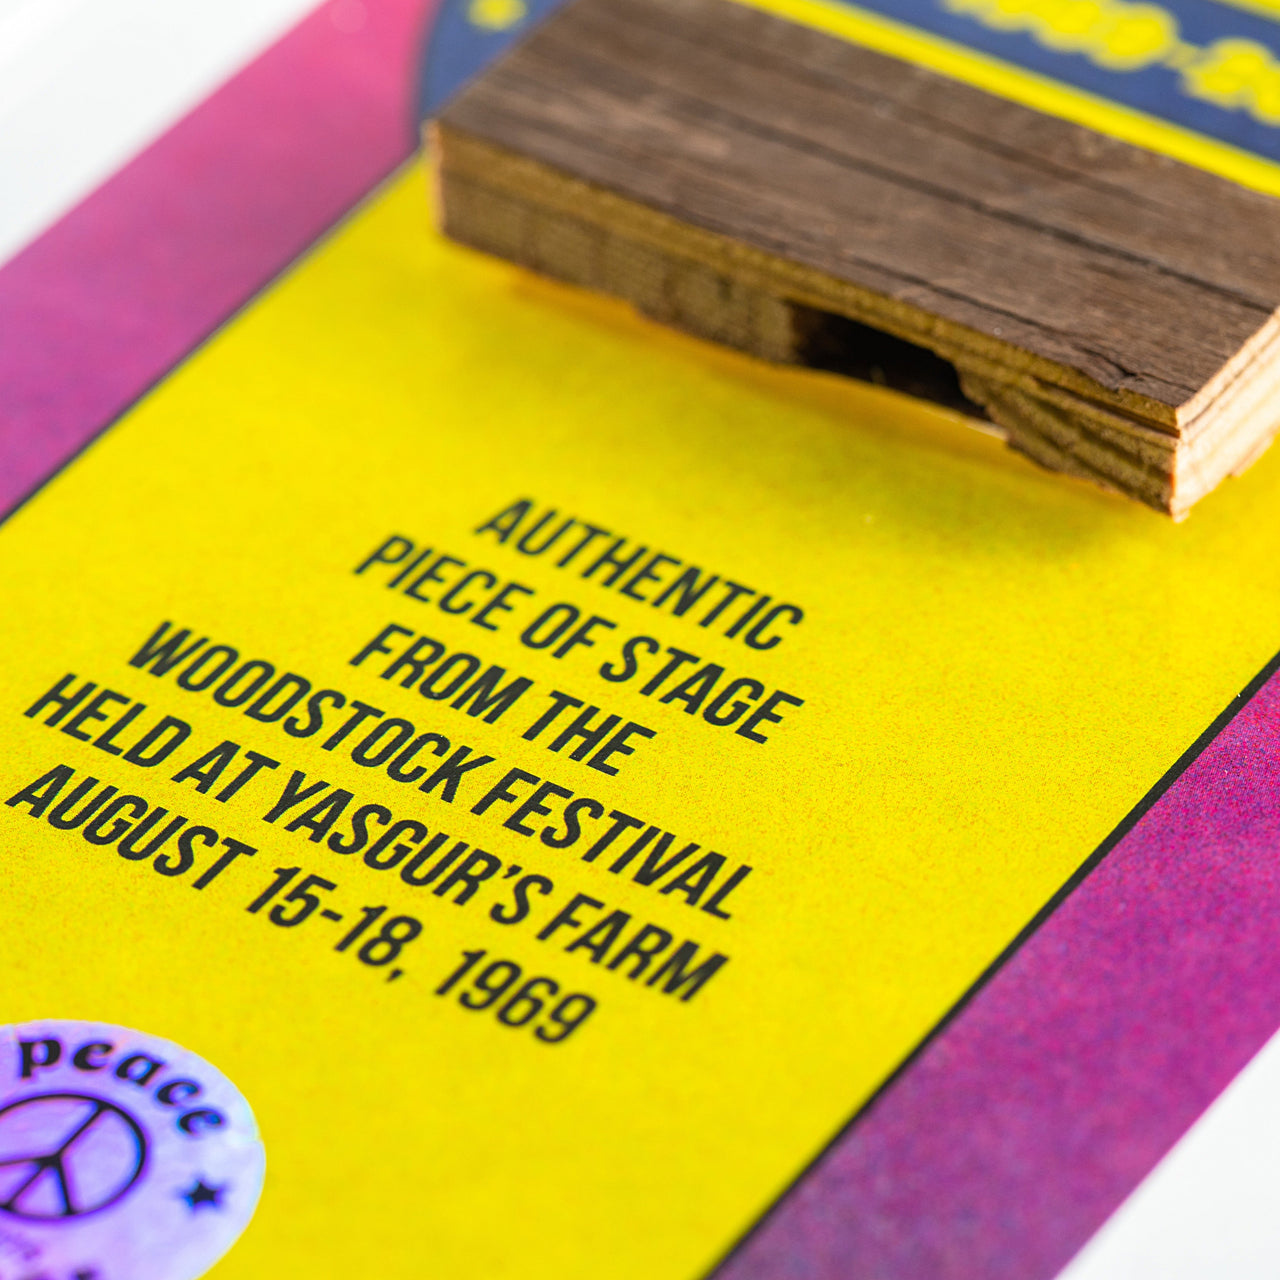 AUTHENTIC
PIECE OF STAGE
FROM THE
WOODSTOCK FESTIVAL
HELD AT YASGUR'S FARM
AUGUST 15-18, 1969
peace